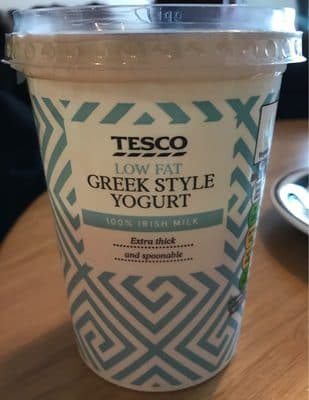 TESCO
LOW FAT
GREEK STYLE
YOGURT
100% IRISH MILK
Extra thick
and spoonable